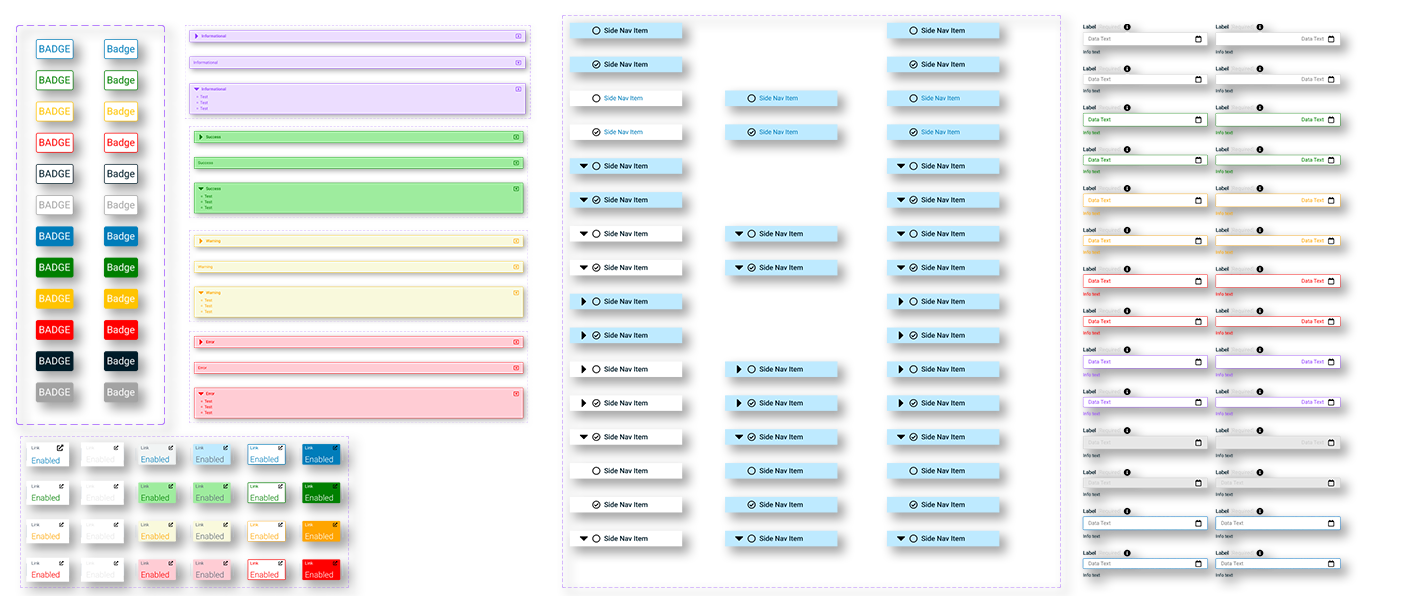 BADGE Badge
BADGE Badge
BADGE Badge
BADGE Badge
BADGE Badge
BADGE Badge
BADGE Badge
BADGE Badge
BADGE Badge
BADGE Badge
BADGE Badge
BADGE Badge
Informational
Informational
Informational
Test
Test
Test
Success
Success
Success
Test
Test
Test
Warning
Warning
Warning
Test
Test
Test
Error
Error
Error
Test
Test
Test
Link Link Link Link Link Link
Enabled Enabled Enabled Enabled Enabled Enabled
Link Link Link Link Link Link
Enabled Enabled Enabled Enabled Enabled Enabled
Link Link Link Link Link Link
Enabled Enabled Enabled Enabled Enabled Enabled
Link Link Link Link Link Link
Enabled Enabled Enabled Enabled Enabled Enabled
Side Nav Item Side Nav Item
Side Nav Item Side Nav Item
Side Nav Item Side Nav Item Side Nav Item
Side Nav Item Side Nav Item Side Nav Item
Side Nav Item Side Nav Item
Side Nav Item Side Nav Item
Side Nav Item Side Nav Item Side Nav Item
Side Nav Item Side Nav Item Side Nav Item
Side Nav Item Side Nav Item
Side Nav Item Side Nav Item
Side Nav Item Side Nav Item Side Nav Item
Side Nav Item Side Nav Item Side Nav Item
Side Nav Item Side Nav Item Side Nav Item
Side Nav Item Side Nav Item Side Nav Item
Side Nav Item Side Nav Item Side Nav Item
Side Nav Item Side Nav Item Side Nav Item
Label Label
Data Text Data Text
Info text Info text
Label Label
Data Text Data Text
Info text Info text
Label Label
Data Text Data Text
Info text Info text
Label Label
Data Text Data Text
Info text Info text
Label Label
Data Text Data Text
Info text Info text
Label Label
Data Text Data Text
Info text Info text
Label Label
Data Text Data Text
Info text Info text
Label Label
Data Text Data Text
Info text Info text
Label Label
Data Text Data Text
Info text Info text
Label Label
Data Text Data Text
Info text Info text
Label Label
Data Text Data Text
Info text Info text
Label Label
Data Text Data Text
Info text Info text
Label Label
Data Text Data Text
Info text Info text
Label Label
Data Text Data Text
Info text Info text